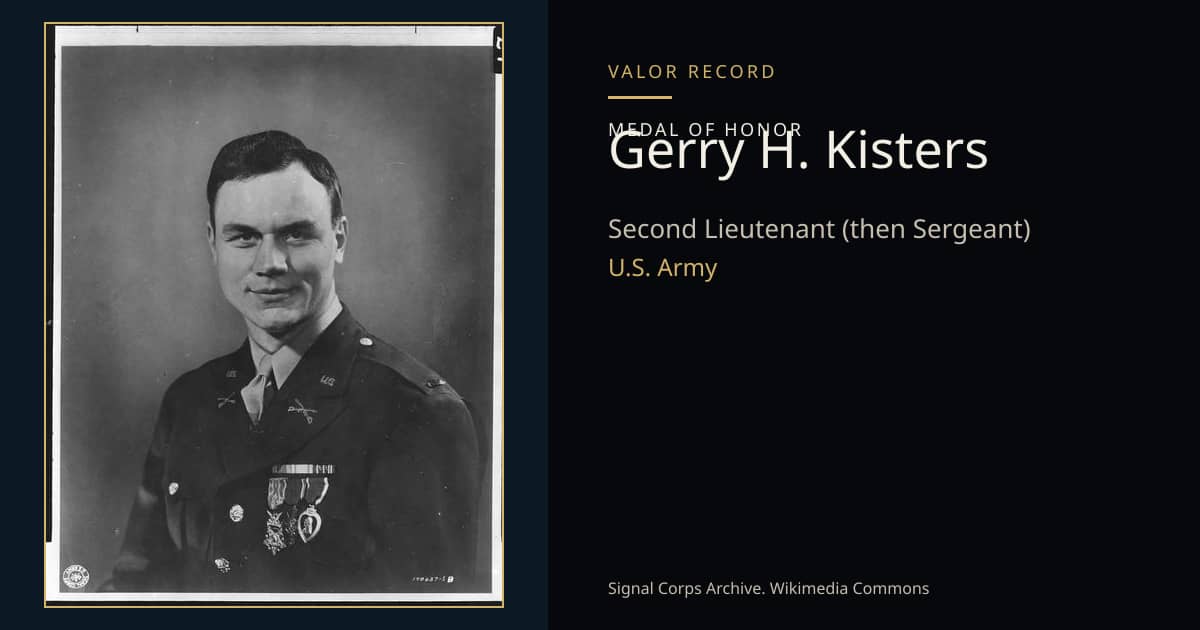 VALOR RECORD
MEDAL OF HONOR
Gerry H. Kisters
Second Lieutenant (then Sergeant)
U.S. Army
Signal Corps Archive. Wikimedia Commons